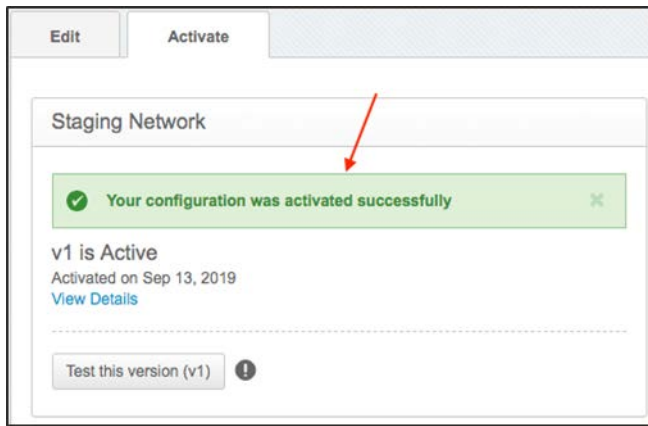 Edit
Activate
Staging Network
Your configuration was activated successfully
v1 is Active
Activated on Sep 13, 2019
View Details
Test this version (v1)